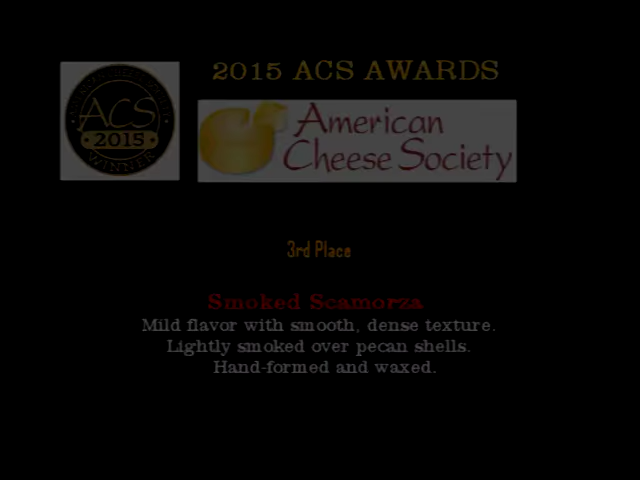 2015 ACS AWARDS
ACS
2015
WINNER
American
Cheese Society
3rd Place
Smoked Scamorza
Mild flavor with smooth, dense texture.
Lightly smoked over pecan shells.
Hand-formed and waxed.